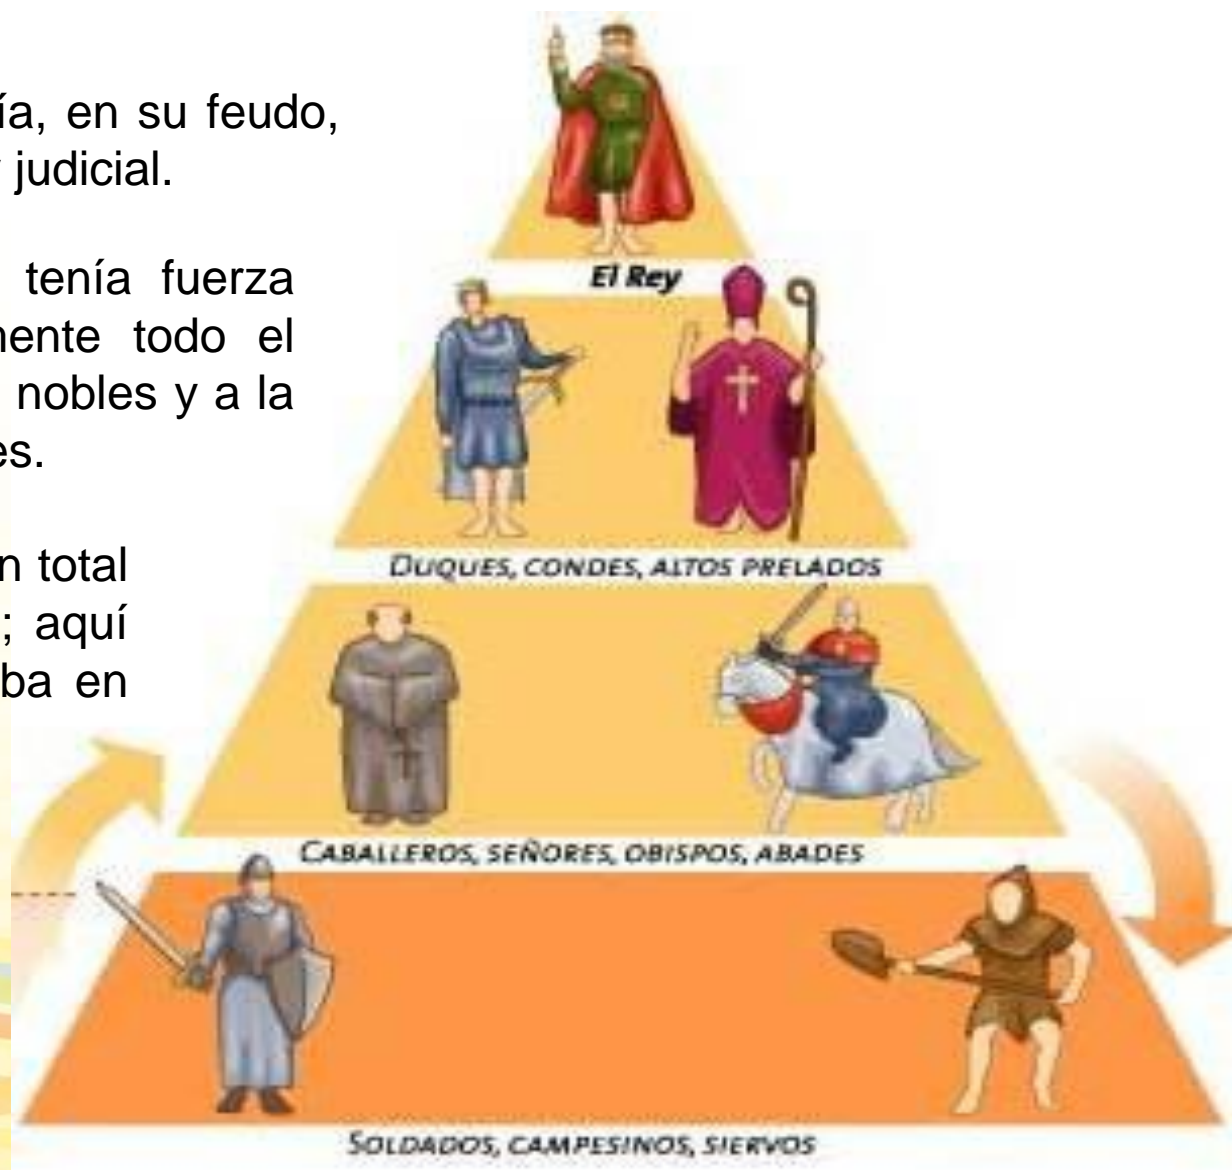 ía, en su feudo,
judicial.
tenía fuerza
mente todo el
nobles y a la
es.
n total
; aquí
ba en
El Rey
DUQUES, CONDES, ALTOS PRELADOS
CABALLEROS, SEÑORES, OBISPOS, ABADES
SOLDADOS, CAMPESINOS, SIERVOS